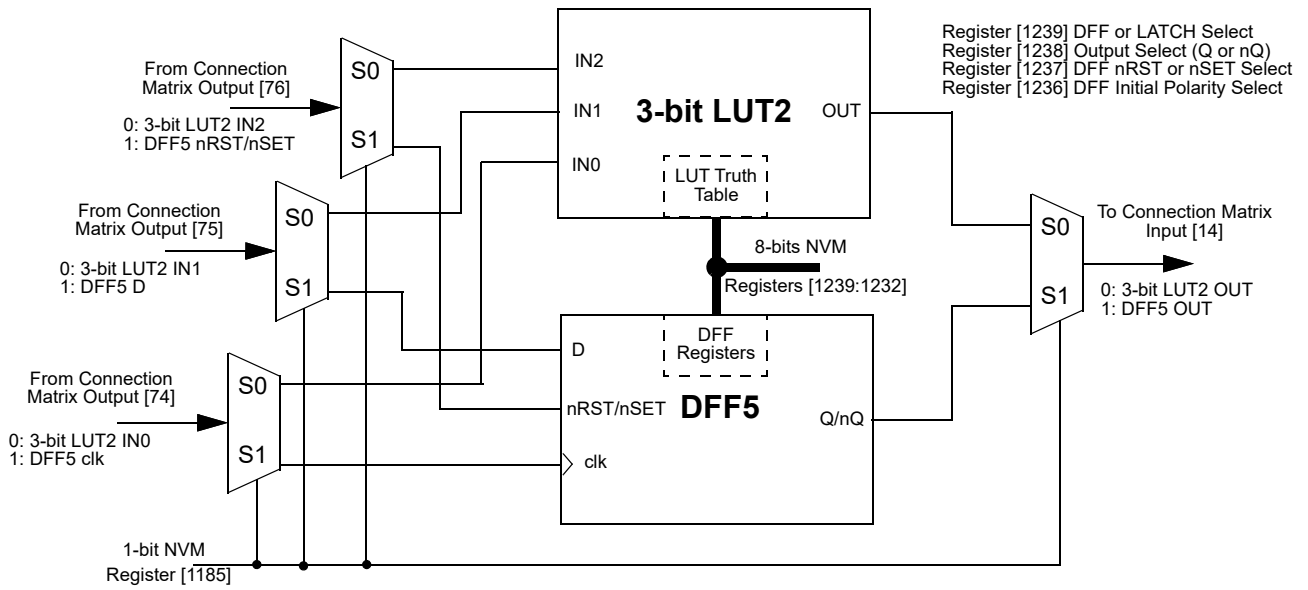 Register [1239] DFF or LATCH Select
Register [1238] Output Select (Q or nQ)
Register [1237] DFF nRST or nSET Select
Register [1236] DFF Initial Polarity Select
From Connection
Matrix Output [76]
0: 3-bit LUT2 IN2
1: DFF5 nRST/nSET
S0
S1
IN2
IN1
IN0
3-bit LUT2
OUT
LUT Truth
Table
From Connection
Matrix Output [75]
0: 3-bit LUT2 IN1
1: DFF5 D
S0
S1
8-bits NVM
Registers [1239:1232]
S0
S1
To Connection Matrix
Input [14]
0: 3-bit LUT2 OUT
1: DFF5 OUT
From Connection
Matrix Output [74]
0: 3-bit LUT2 IN0
1: DFF5 clk
S0
S1
D
nRST/nSET
clk
DFF
Registers
DFF5
Q/nQ
1-bit NVM
Register [1185]